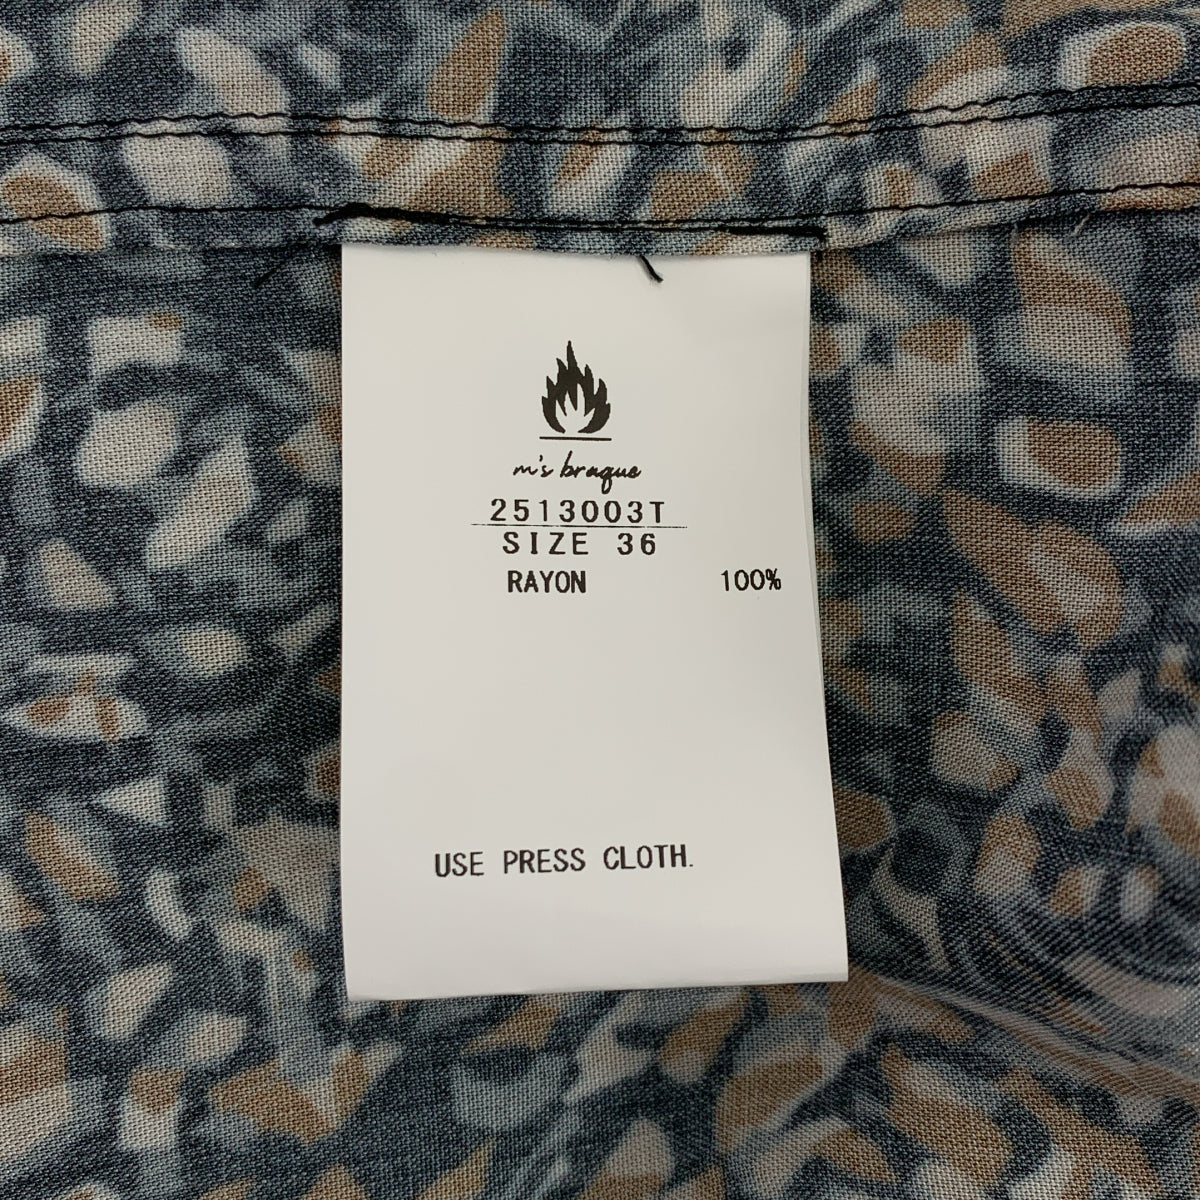 m's braque
2513003T
SIZE 36
RAYON 100%
USE PRESS CLOTH.